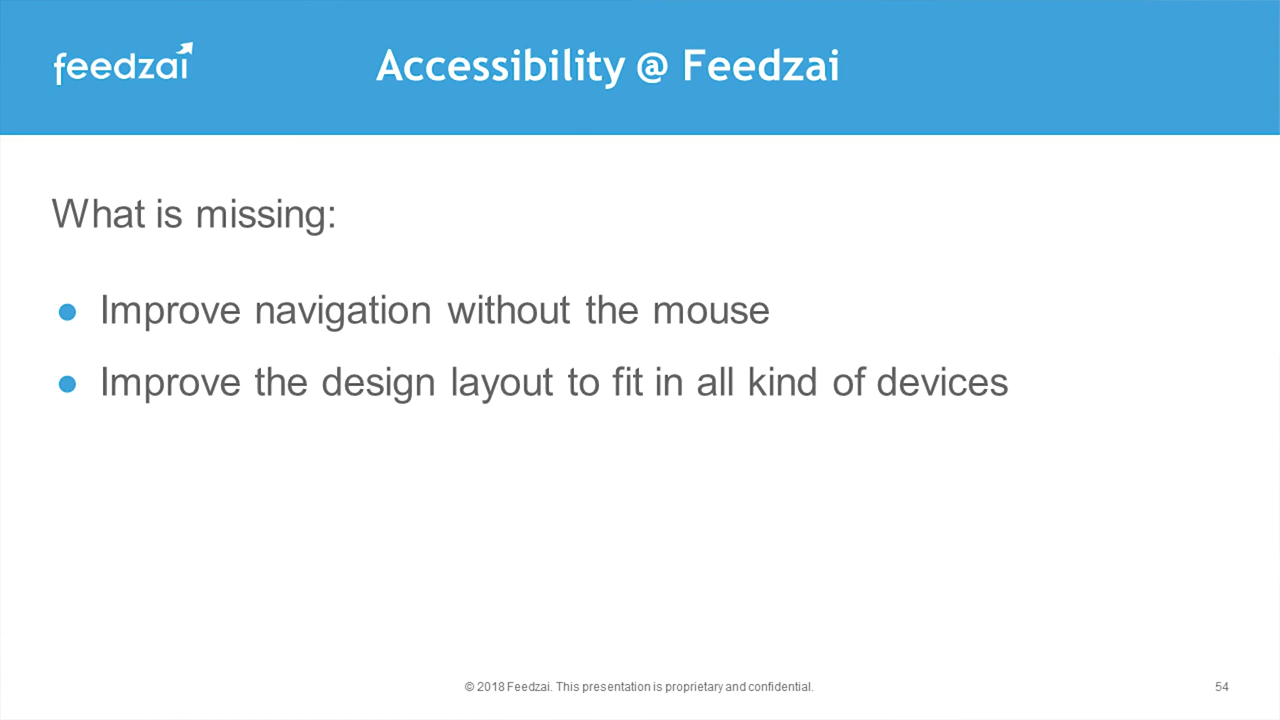 feedzai
Accessibility @ Feedzai
What is missing:
● Improve navigation without the mouse
● Improve the design layout to fit in all kind of devices
© 2018 Feedzai. This presentation is proprietary and confidential.
54